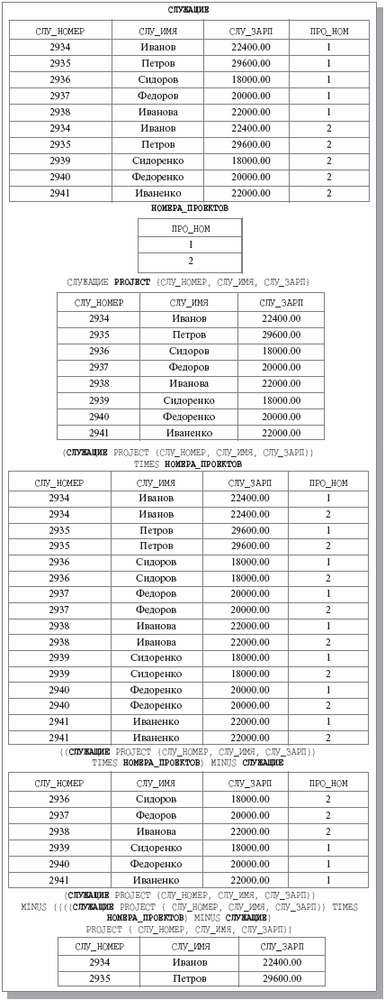 СЛУЖАЩИЕ
СЛУ_НОМЕР СЛУ_ИМЯ СЛУ_ЗАРП ПРО_НОМ
2934 Иванов 22400.00 1
2935 Петров 29600.00 1
2936 Сидоров 18000.00 1
2937 Федоров 20000.00 1
2938 Иванова 22000.00 1
2934 Иванов 22400.00 2
2935 Петров 29600.00 2
2939 Сидоренко 18000.00 2
2940 Федоренко 20000.00 2
2941 Иваненко 22000.00 2
НОМЕРА_ПРОЕКТОВ
ПРО_НОМ
1
2
СЛУЖАЩИЕ PROJECT {СЛУ_НОМЕР, СЛУ_ИМЯ, СЛУ_ЗАРП}
СЛУ_НОМЕР СЛУ_ИМЯ СЛУ_ЗАРП
2934 Иванов 22400.00
2935 Петров 29600.00
2936 Сидоров 18000.00
2937 Федоров 20000.00
2938 Иванова 22000.00
2939 Сидоренко 18000.00
2940 Федоренко 20000.00
2941 Иваненко 22000.00
(СЛУЖАЩИЕ PROJECT {СЛУ_НОМЕР, СЛУ_ИМЯ, СЛУ_ЗАРП})
TIMES НОМЕРА_ПРОЕКТОВ
СЛУ_НОМЕР СЛУ_ИМЯ СЛУ_ЗАРП ПРО_НОМ
2934 Иванов 22400.00 1
2934 Иванов 22400.00 2
2935 Петров 29600.00 1
2935 Петров 29600.00 2
2936 Сидоров 18000.00 1
2936 Сидоров 18000.00 2
2937 Федоров 20000.00 1
2937 Федоров 20000.00 2
2938 Иванова 22000.00 1
2938 Иванова 22000.00 2
2939 Сидоренко 18000.00 1
2939 Сидоренко 18000.00 2
2940 Федоренко 20000.00 1
2940 Федоренко 20000.00 2
2941 Иваненко 22000.00 1
2941 Иваненко 22000.00 2
((СЛУЖАЩИЕ PROJECT {СЛУ_НОМЕР, СЛУ_ИМЯ, СЛУ_ЗАРП})
TIMES НОМЕРА_ПРОЕКТОВ) MINUS СЛУЖАЩИЕ
СЛУ_НОМЕР СЛУ_ИМЯ СЛУ_ЗАРП ПРО_НОМ
2936 Сидоров 18000.00 2
2937 Федоров 20000.00 2
2938 Иванова 22000.00 2
2939 Сидоренко 18000.00 1
2940 Федоренко 20000.00 1
2941 Иваненко 22000.00 1
(СЛУЖАЩИЕ PROJECT {СЛУ_НОМЕР, СЛУ_ИМЯ, СЛУ_ЗАРП})
MINUS ((((СЛУЖАЩИЕ PROJECT { СЛУ_НОМЕР, СЛУ_ИМЯ, СЛУ_ЗАРП}) TIMES
НОМЕРА_ПРОЕКТОВ) MINUS СЛУЖАЩИЕ)
PROJECT { СЛУ_НОМЕР, СЛУ_ИМЯ, СЛУ_ЗАРП})
СЛУ_НОМЕР СЛУ_ИМЯ СЛУ_ЗАРП
2934 Иванов 22400.00
2935 Петров 29600.00